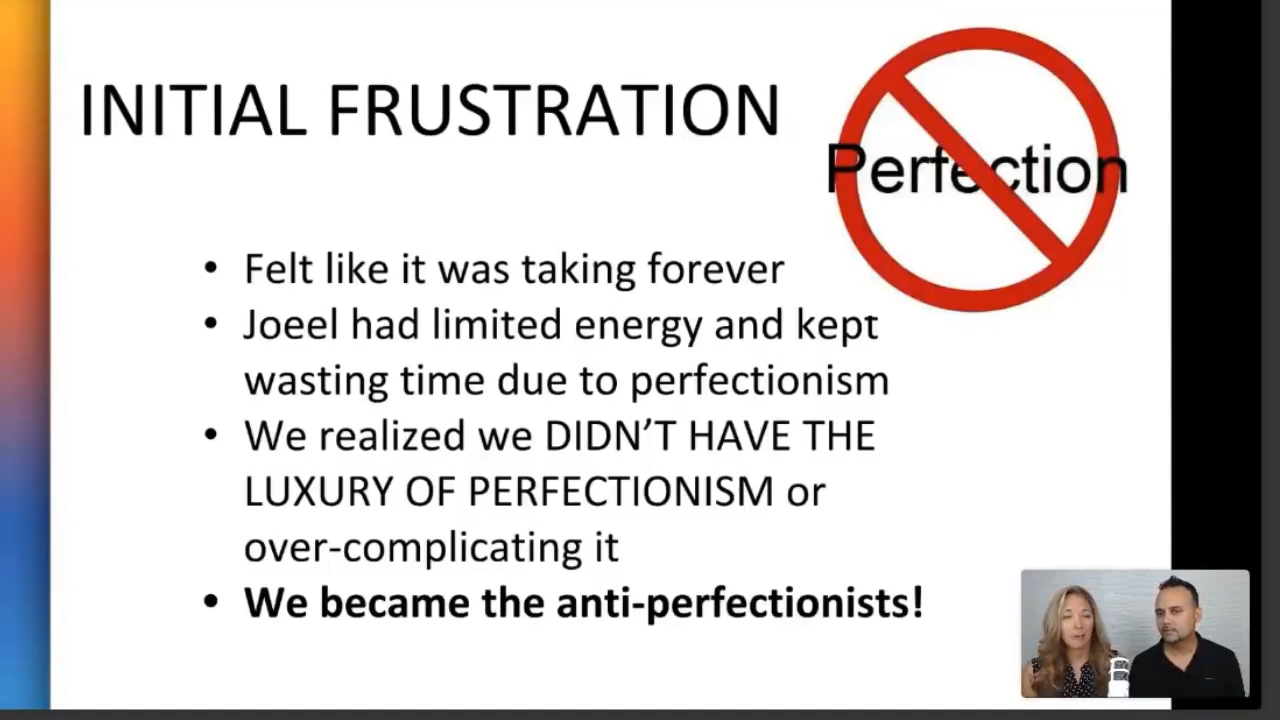 INITIAL FRUSTRATION
Perfection
• Felt like it was taking forever
• Joeel had limited energy and kept
wasting time due to perfectionism
• We realized we DIDN’T HAVE THE
LUXURY OF PERFECTIONISM or
over-complicating it
• We became the anti-perfectionists!